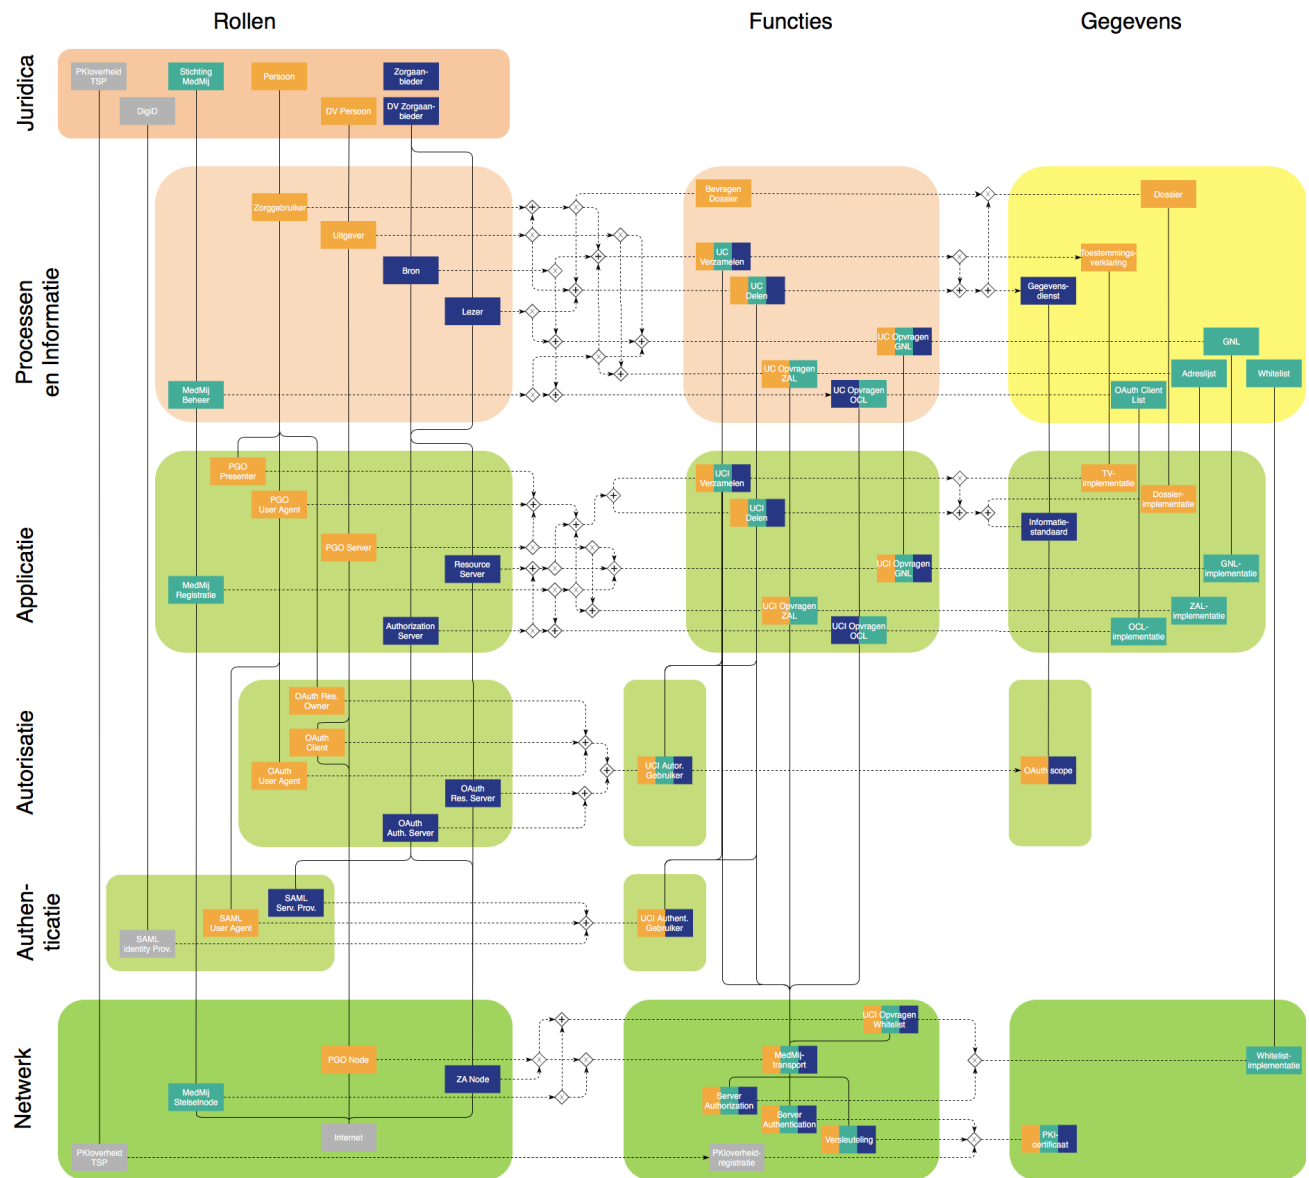 Rollen
Functies
Gegevens
Juridica
PKIoverheid
TSP
Stichting
MedMij
Persoon
Zorgaan-
bieder
DigiD
DV Persoon
DV Zorgaan-
bieder
Processen
en Informatie
Zorggebruiker
Uitgever
Bron
Lezer
MedMij
Beheer
Bevragen
Dossier
UC
Verzamelen
UC
Delen
UC Opvragen
GNL
UC Opvragen
ZAL
UC Opvragen
OCL
Dossier
Toestemmings-
verklaring
Gegevens-
dienst
GNL
Adreslijst
Whitelist
OAuth Client
List
Applicatie
PGO
Presenter
PGO
User Agent
PGO Server
Resource
Server
MedMij
Registratie
Authorization
Server
UCI
Verzamelen
UCI
Delen
UCI Opvragen
GNL
UCI Opvragen
ZAL
UCI Opvragen
OCL
TV-
implementatie
Dossier-
implementatie
Informatie-
standaard
GNL-
implementatie
ZAL-
implementatie
OCL-
implementatie
Autorisatie
OAuth Res.
Owner
OAuth
Client
OAuth
User Agent
OAuth
Res. Server
OAuth
Auth. Server
UCI Autor.
Gebruiker
OAuth scope
Authen-
ticatie
SAML
Serv. Prov.
SAML
User Agent
SAML
Identity Prov.
UCI Authent.
Gebruiker
Netwerk
PGO Node
ZA Node
MedMij
Stelselnode
Internet
PKIoverheid
TSP
UCI Opvragen
Whitelist
MedMij-
transport
Server
Authorization
Server
Authentication
Versleuteling
PKIoverheid-
registratie
Whitelist-
implementatie
PKI-
certificaat